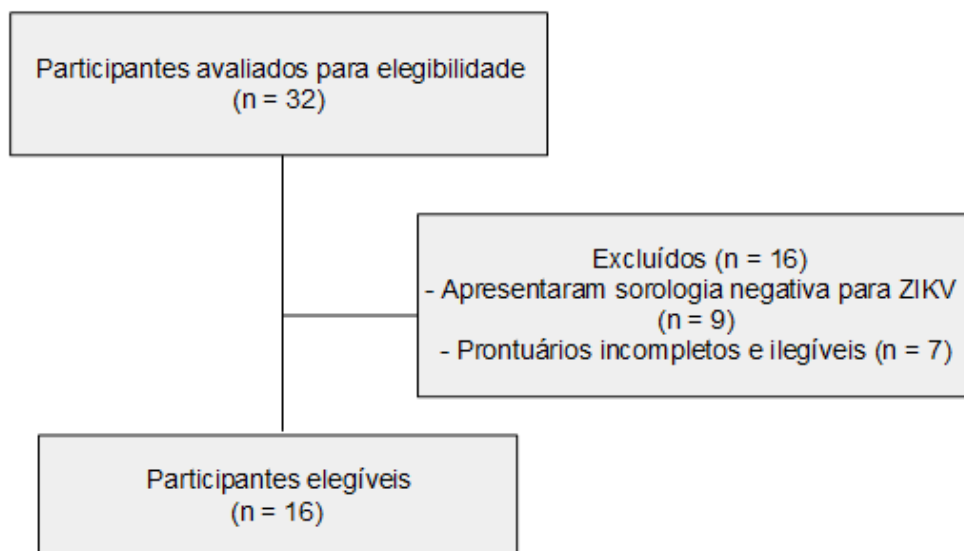 Participantes avaliados para elegibilidade
(n = 32)
Excluídos (n = 16)
- Apresentaram sorologia negativa para ZIKV
(n = 9)
- Prontuários incompletos e ilegíveis (n = 7)
Participantes elegíveis
(n = 16)